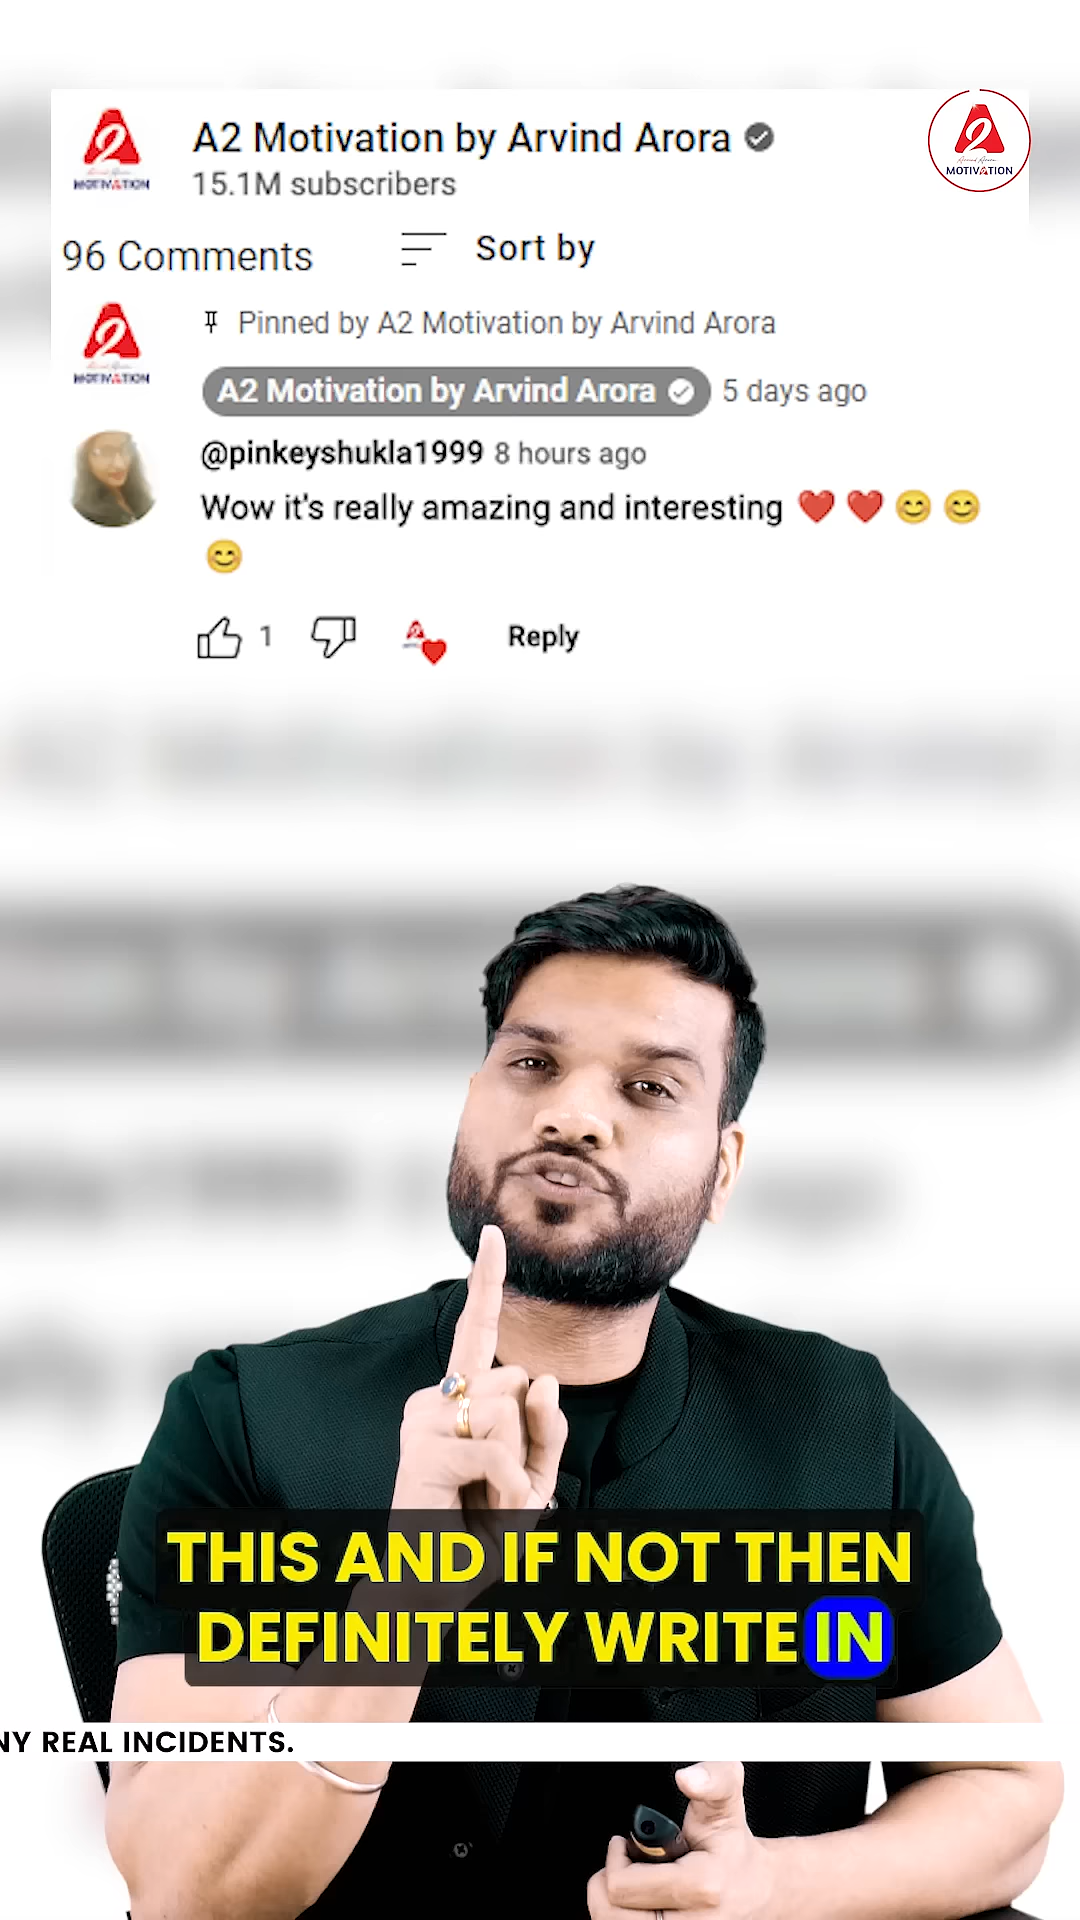 A2 Motivation by Arvind Arora
15.1M subscribers
MOTIVATION
MOTIVATION
96 Comments
Sort by
Pinned by A2 Motivation by Arvind Arora
MOTIVATION
A2 Motivation by Arvind Arora 5 days ago
@pinkeyshukla1999 8 hours ago
Wow it's really amazing and interesting ❤️ ❤️ 😊 😊
😊
1
Reply
THIS AND IF NOT THEN
DEFINITELY WRITE IN
NY REAL INCIDENTS.